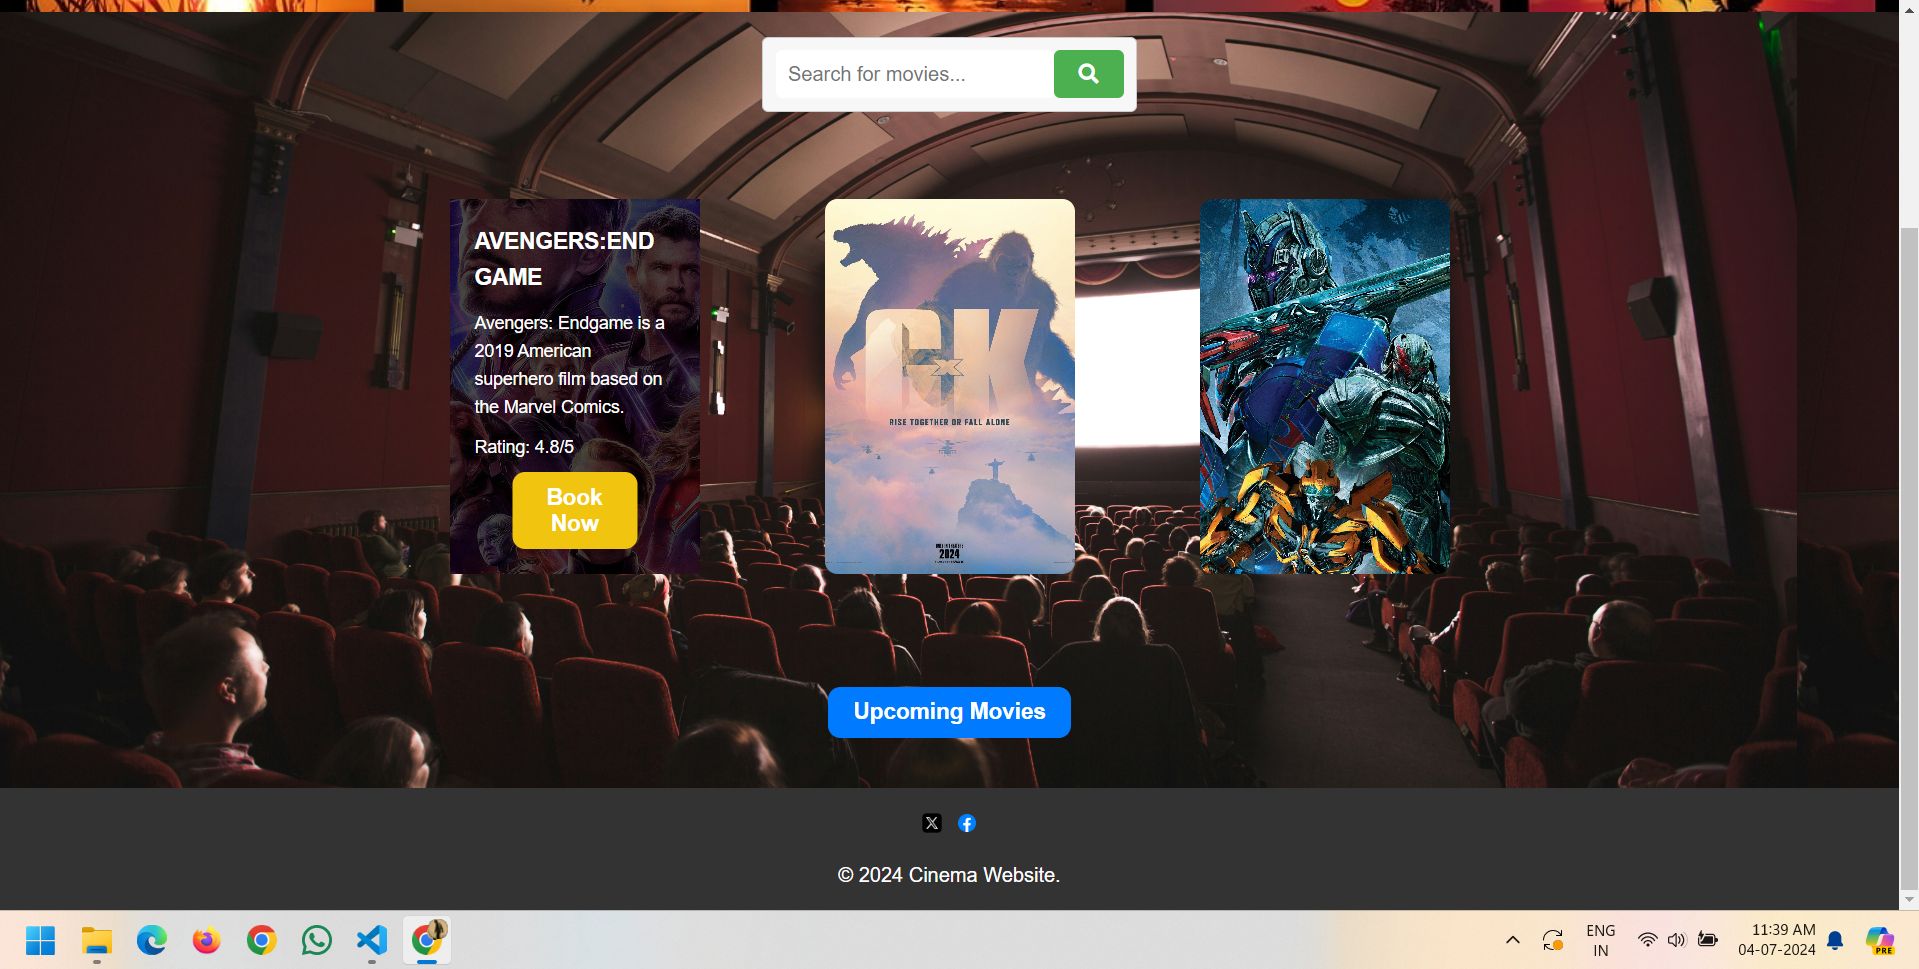 Search for movies...
AVENGERS:END
GAME
Avengers: Endgame is a
2019 American
superhero film based on
the Marvel Comics.
Rating: 4.8/5
Book
Now
GK
RISE TOGETHER OR FALL ALONE
2024
Upcoming Movies
© 2024 Cinema Website.
ENG
IN
11:39 AM
04-07-2024
PRE